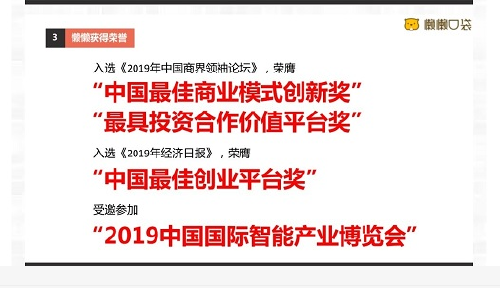 3 懒懒获得荣誉
懒懒口袋
入选《2019年中国商界领袖论坛》，荣膺
“中国最佳商业模式创新奖”
“最具投资合作价值平台奖”
入选《2019年经济日报》，荣膺
“中国最佳创业平台奖”
受邀参加
“2019中国国际智能产业博览会”